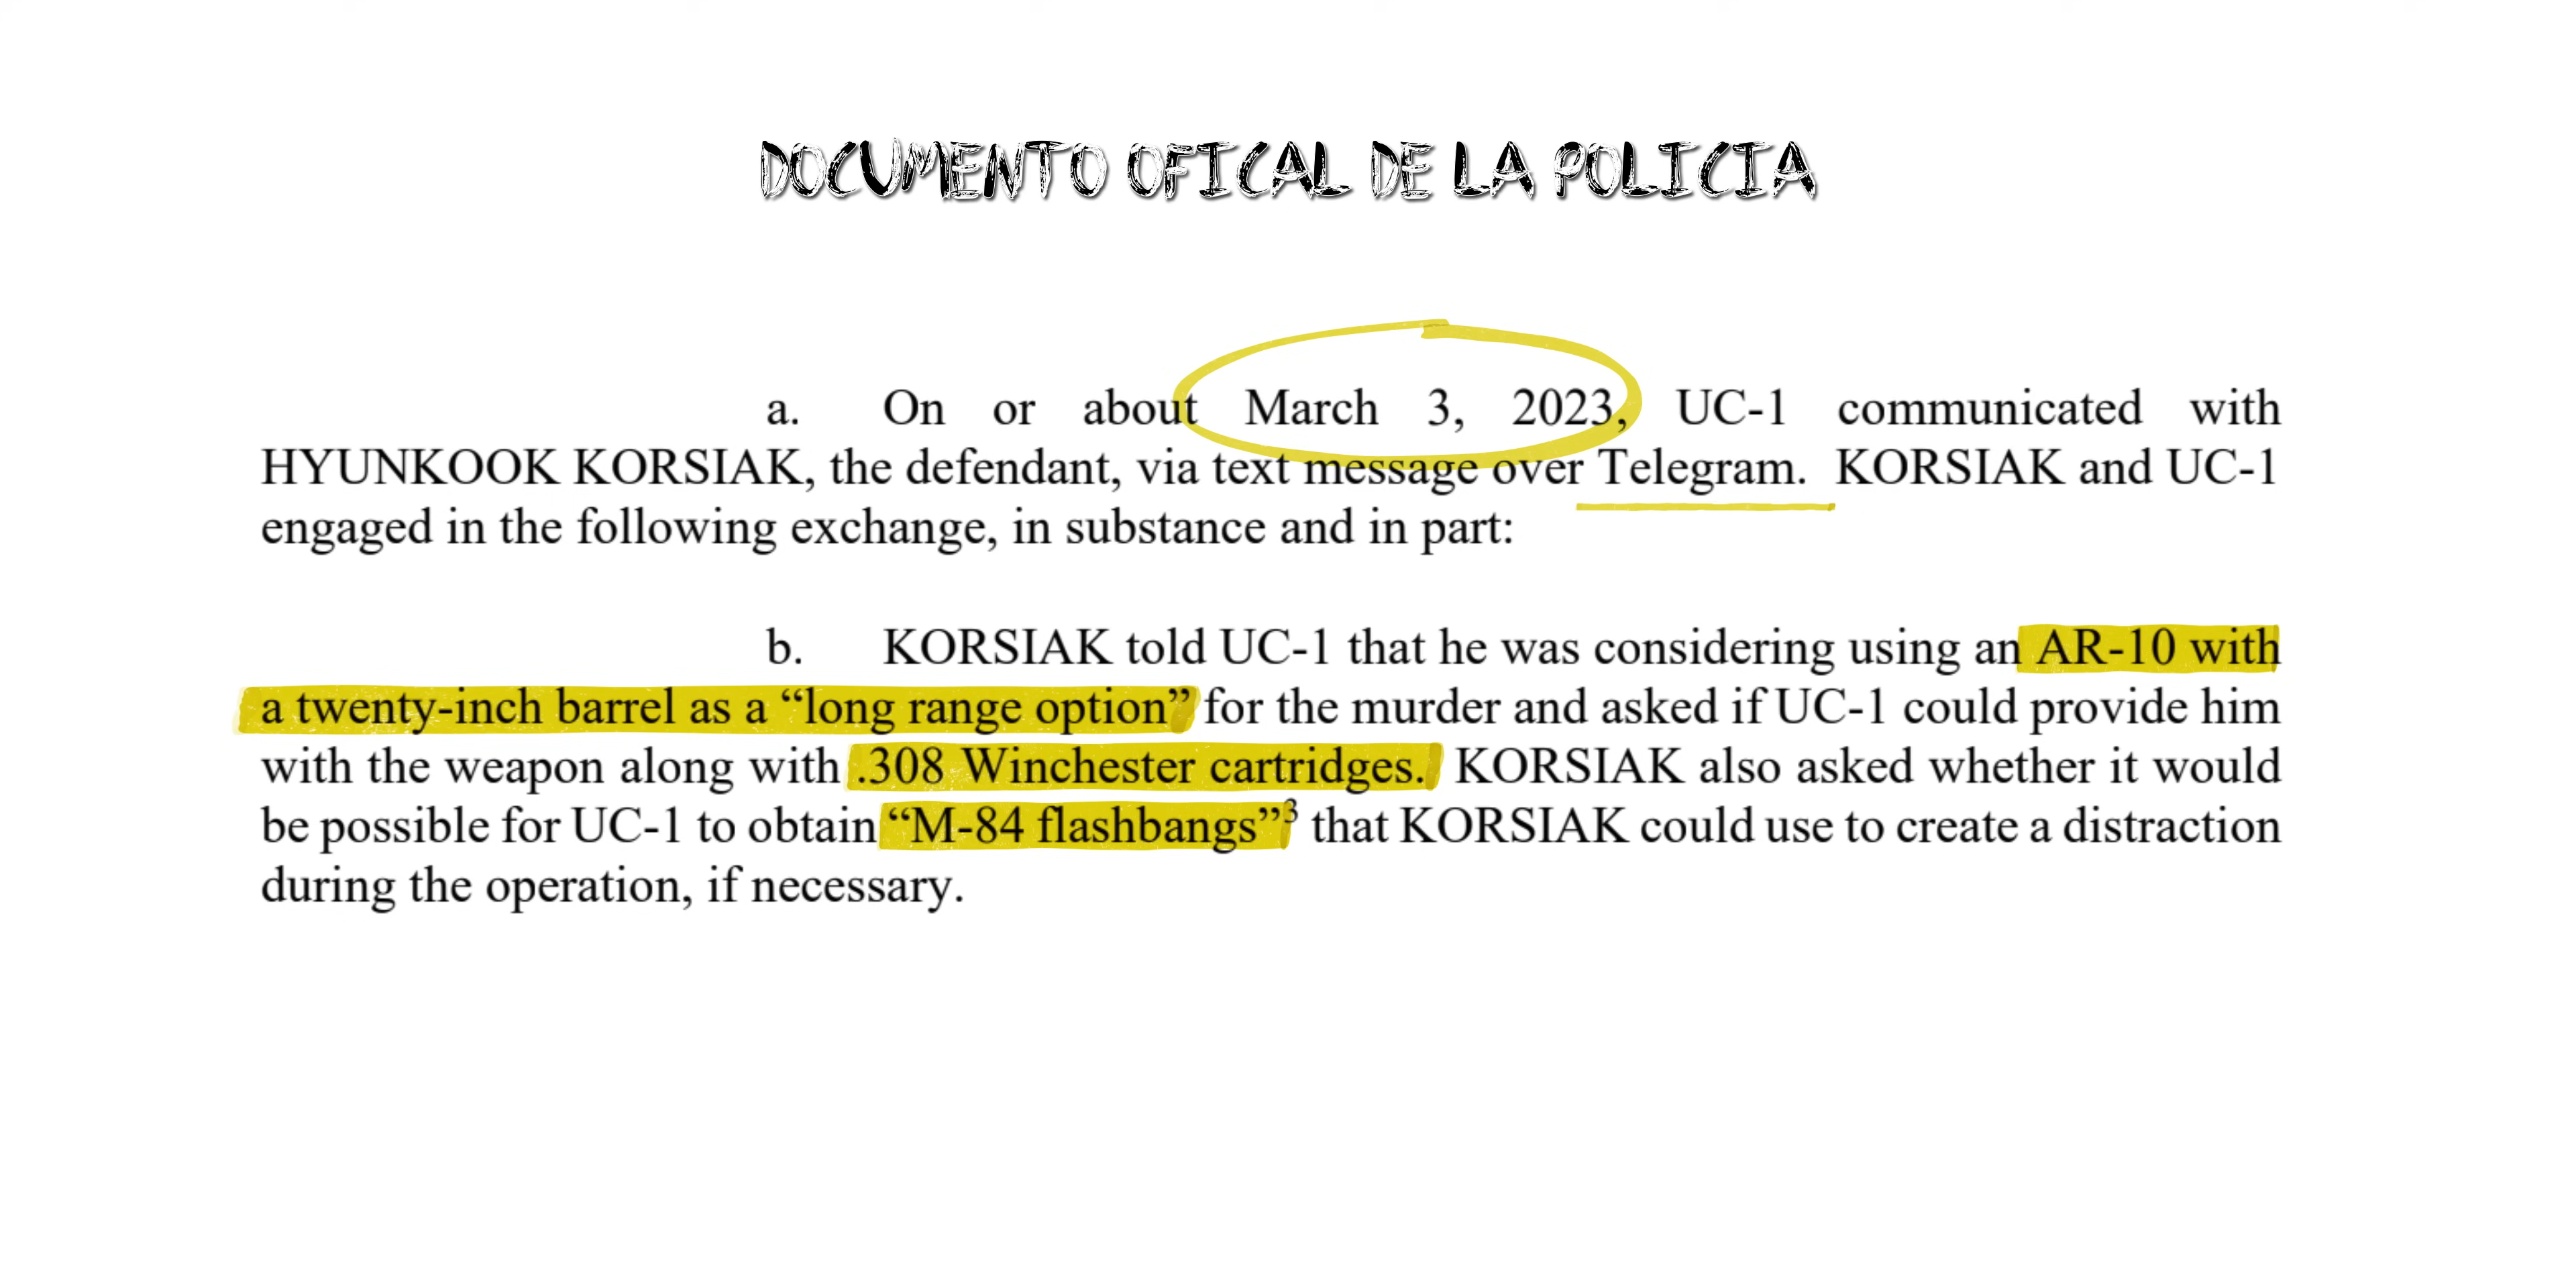 DOCUMENTO OFICAL DE LA POLICIA
a. On or about March 3, 2023, UC-1 communicated with
HYUNKOOK KORSIAK, the defendant, via text message over Telegram. KORSIAK and UC-1
engaged in the following exchange, in substance and in part:
b. KORSIAK told UC-1 that he was considering using an AR-10 with
a twenty-inch barrel as a “long range option” for the murder and asked if UC-1 could provide him
with the weapon along with .308 Winchester cartridges. KORSIAK also asked whether it would
be possible for UC-1 to obtain “M-84 flashbangs”3 that KORSIAK could use to create a distraction
during the operation, if necessary.